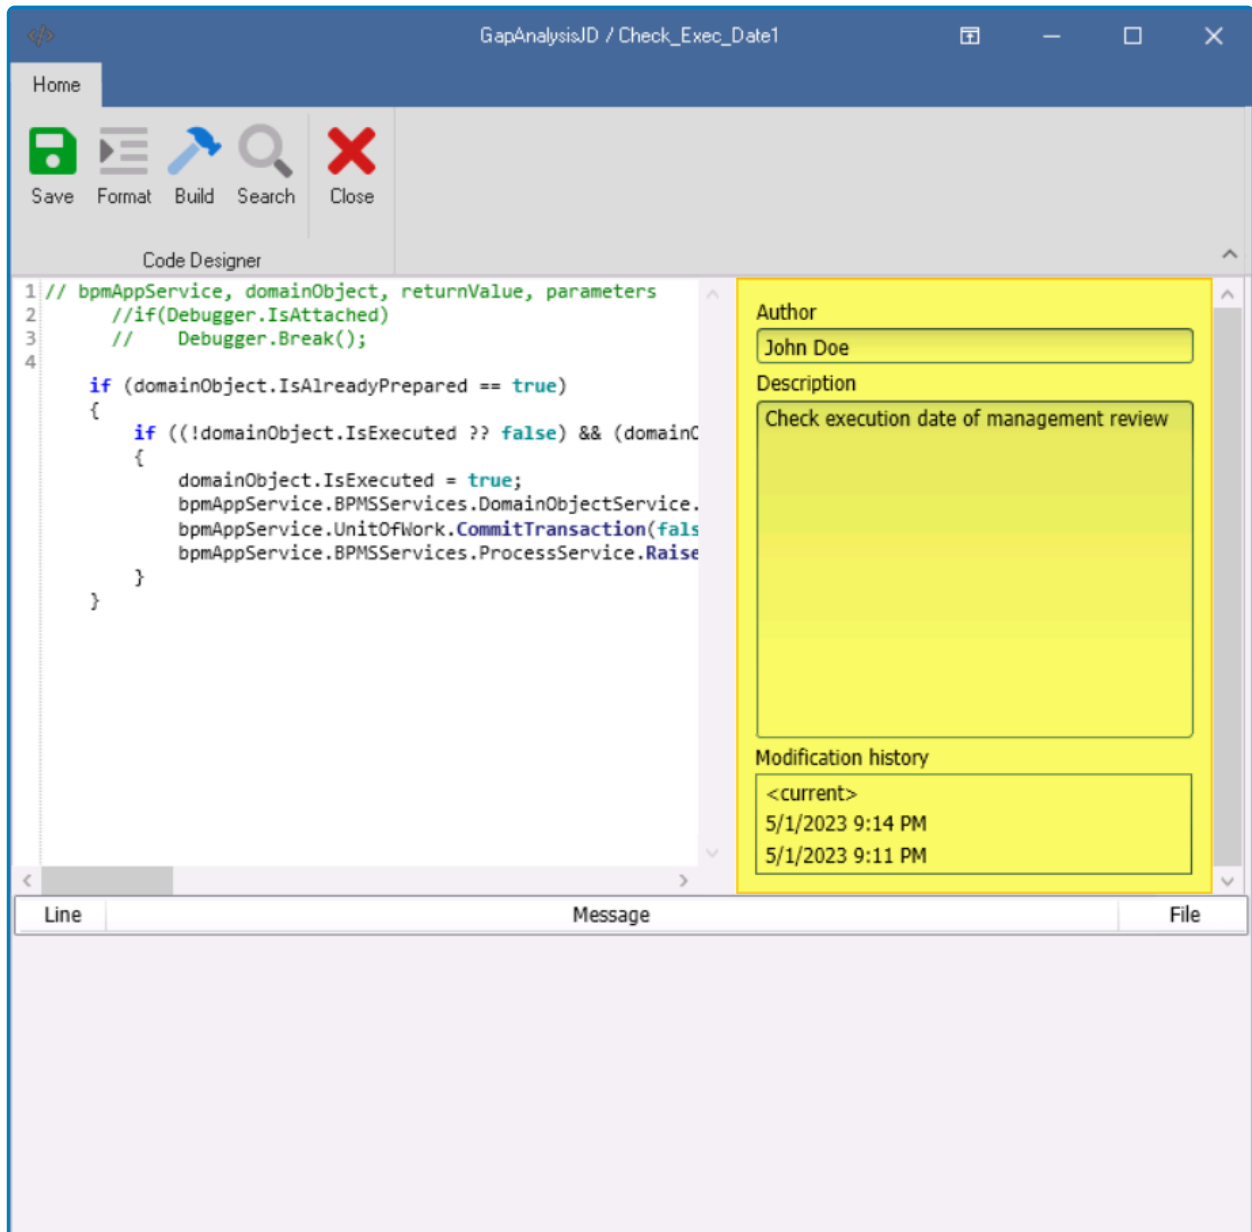 GapAnalysisJD / Check_Exec_Date1
Home
Save Format Build Search Close
Code Designer
1 // bpmAppService, domainObject, returnValue, parameters
2 //if(Debugger.IsAttached)
3 // Debugger.Break();
4
if (domainObject.IsAlreadyPrepared == true)
{
if ((!domainObject.IsExecuted ?? false) && (domainO
{
domainObject.IsExecuted = true;
bpmAppService.BPMSServices.DomainObjectService.
bpmAppService.UnitOfWork.CommitTransaction(fals
bpmAppService.BPMSServices.ProcessService.Raise
}
}
Author
John Doe
Description
Check execution date of management review
Modification history
<current>
5/1/2023 9:14 PM
5/1/2023 9:11 PM
Line Message File